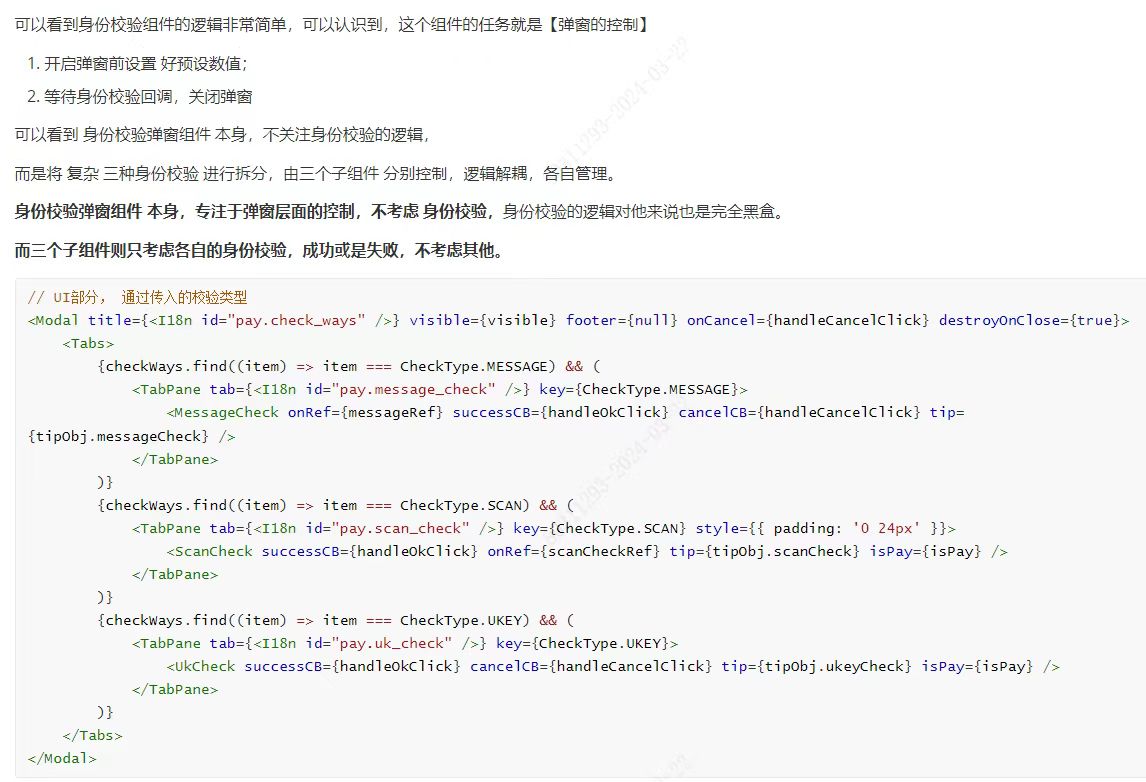 可以看到身份校验组件的逻辑非常简单，可以认识到，这个组件的任务就是【弹窗的控制】
1. 开启弹窗前设置 好预设数值；
2. 等待身份校验回调，关闭弹窗
可以看到 身份校验弹窗组件 本身，不关注身份校验的逻辑，
而是将 复杂 三种身份校验 进行拆分，由三个子组件 分别控制，逻辑解耦，各自管理。
身份校验弹窗组件 本身，专注于弹窗层面的控制，不考虑 身份校验，身份校验的逻辑对他来说也是完全黑盒。
而三个子组件则只考虑各自的身份校验，成功或是失败，不考虑其他。
// UI部分， 通过传入的校验类型
<Modal title={<I18n id="pay.check_ways" />} visible={visible} footer={null} onCancel={handleCancelClick} destroyOnClose={true}>
<Tabs>
{checkWays.find((item) => item === CheckType.MESSAGE) && (
<TabPane tab={<I18n id="pay.message_check" />} key={CheckType.MESSAGE}>
<MessageCheck onRef={messageRef} successCB={handleOkClick} cancelCB={handleCancelClick} tip=
{tipObj.messageCheck} />
</TabPane>
)}
{checkWays.find((item) => item === CheckType.SCAN) && (
<TabPane tab={<I18n id="pay.scan_check" />} key={CheckType.SCAN} style={{ padding: '0 24px' }}>
<ScanCheck successCB={handleOkClick} onRef={scanCheckRef} tip={tipObj.scanCheck} isPay={isPay} />
</TabPane>
)}
{checkWays.find((item) => item === CheckType.UKEY) && (
<TabPane tab={<I18n id="pay.uk_check" />} key={CheckType.UKEY}>
<UkCheck successCB={handleOkClick} cancelCB={handleCancelClick} tip={tipObj.ukeyCheck} isPay={isPay} />
</TabPane>
)}
</Tabs>
</Modal>